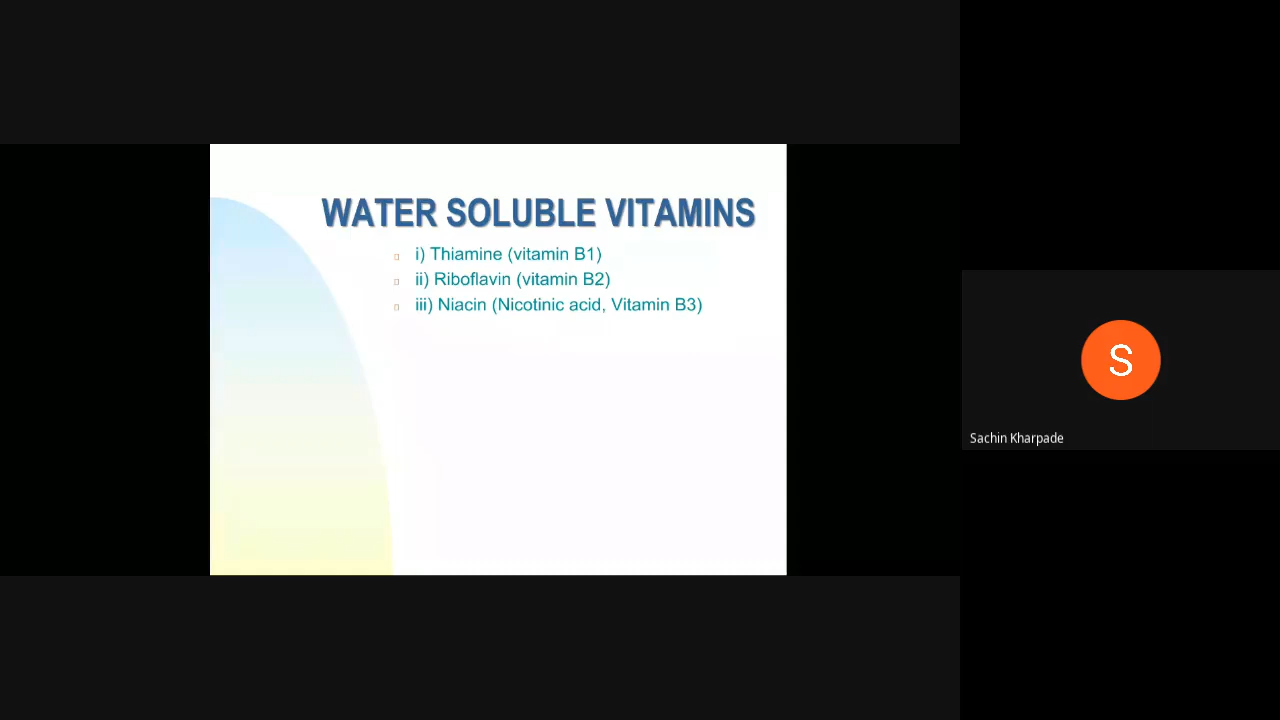 WATER SOLUBLE VITAMINS
i) Thiamine (vitamin B1)
ii) Riboflavin (vitamin B2)
iii) Niacin (Nicotinic acid, Vitamin B3)
S
Sachin Kharpade